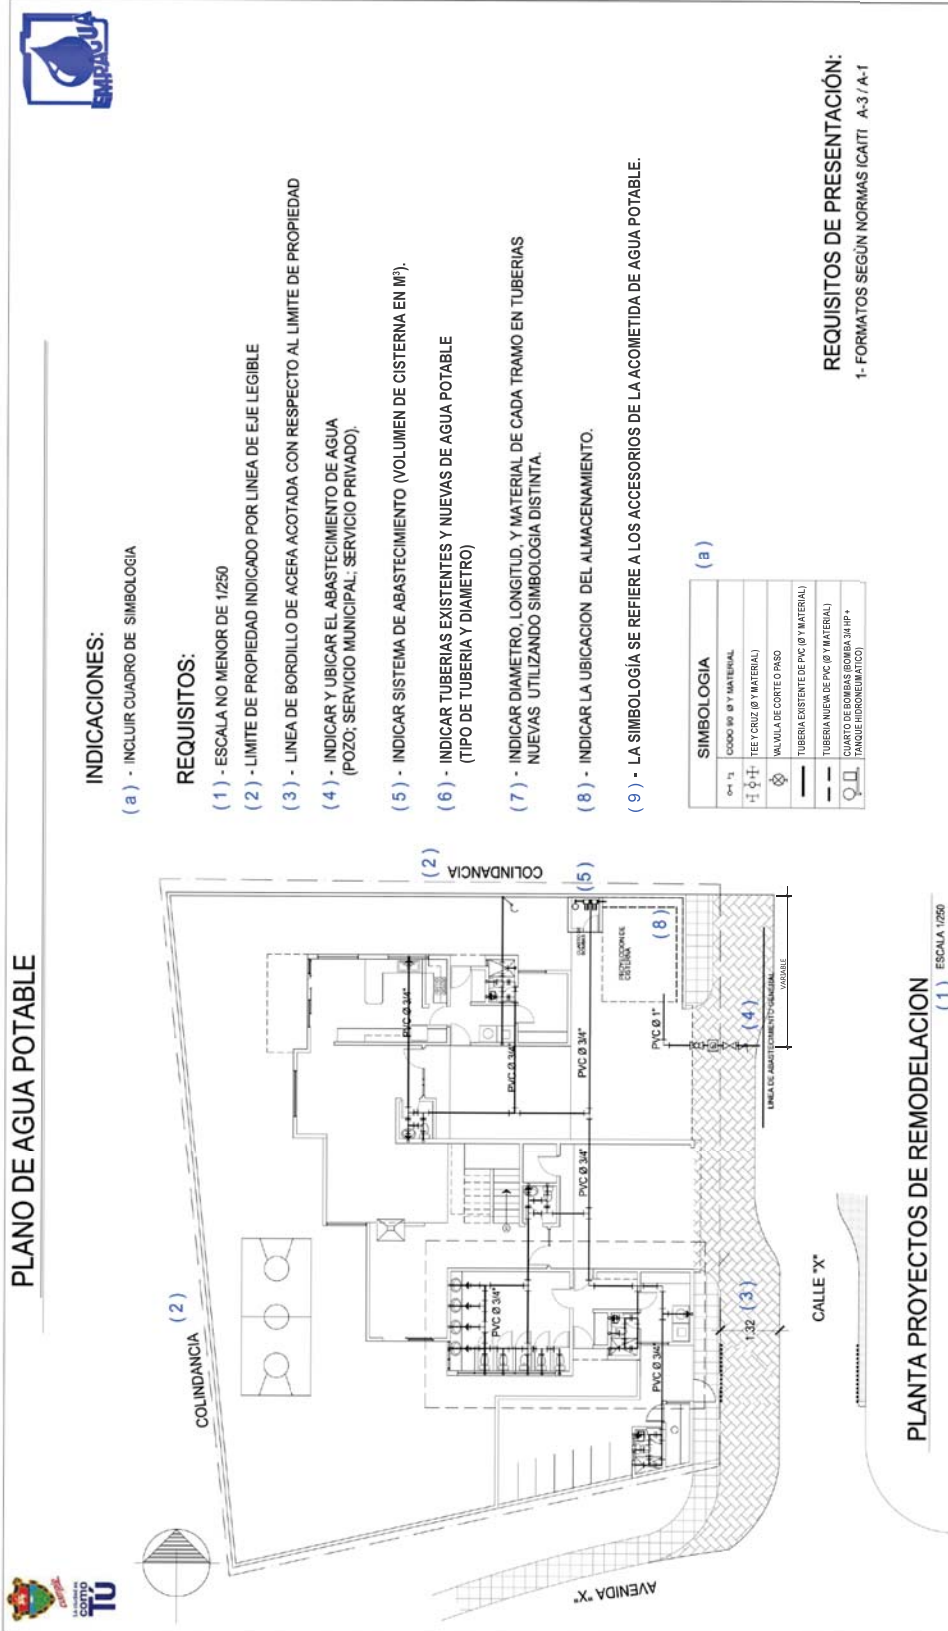 PLANO DE AGUA POTABLE
La ciudad es
como
TÚ
EMPAGUA
INDICACIONES:
(a) - INCLUIR CUADRO DE SIMBOLOGIA
REQUISITOS:
(1) - ESCALA NO MENOR DE 1/250
(2) - LIMITE DE PROPIEDAD INDICADO POR LINEA DE EJE LEGIBLE
(3) - LINEA DE BORDILLO DE ACERA ACOTADA CON RESPECTO AL LIMITE DE PROPIEDAD
(4) - INDICAR Y UBICAR EL ABASTECIMIENTO DE AGUA
(POZO; SERVICIO MUNICIPAL; SERVICIO PRIVADO).
(5) - INDICAR SISTEMA DE ABASTECIMIENTO (VOLUMEN DE CISTERNA EN M³).
(6) - INDICAR TUBERIAS EXISTENTES Y NUEVAS DE AGUA POTABLE
(TIPO DE TUBERIA Y DIAMETRO)
(7) - INDICAR DIAMETRO, LONGITUD, Y MATERIAL DE CADA TRAMO EN TUBERIAS
NUEVAS UTILIZANDO SIMBOLOGIA DISTINTA.
(8) - INDICAR LA UBICACION DEL ALMACENAMIENTO.
(9) - LA SIMBOLOGÍA SE REFIERE A LOS ACCESORIOS DE LA ACOMETIDA DE AGUA POTABLE.
SIMBOLOGIA
(a)
CODO 90 Ø Y MATERIAL
TEE Y CRUZ (Ø Y MATERIAL)
VALVULA DE CORTE O PASO
TUBERIA EXISTENTE DE PVC (Ø Y MATERIAL)
TUBERIA NUEVA DE PVC (Ø Y MATERIAL)
CUARTO DE BOMBAS (BOMBA 3/4 HP +
TANQUE HIDRONEUMATICO)
REQUISITOS DE PRESENTACIÓN:
1- FORMATOS SEGÚN NORMAS ICAITI A-3 / A-1
COLINDANCIA
(2)
COLINDANCIA
(2)
PVC Ø 3/4"
PVC Ø 3/4"
PVC Ø 3/4"
PVC Ø 3/4"
PVC Ø 3/4"
PVC Ø 3/4"
PVC Ø 1"
(5)
PROYECCION DE
CISTERNA
(8)
(4)
LINEA DE ABASTECIMIENTO GENERAL
VARIABLE
1.32
(3)
CALLE "X"
AVENIDA "X"
PLANTA PROYECTOS DE REMODELACION
(1)
ESCALA 1/250